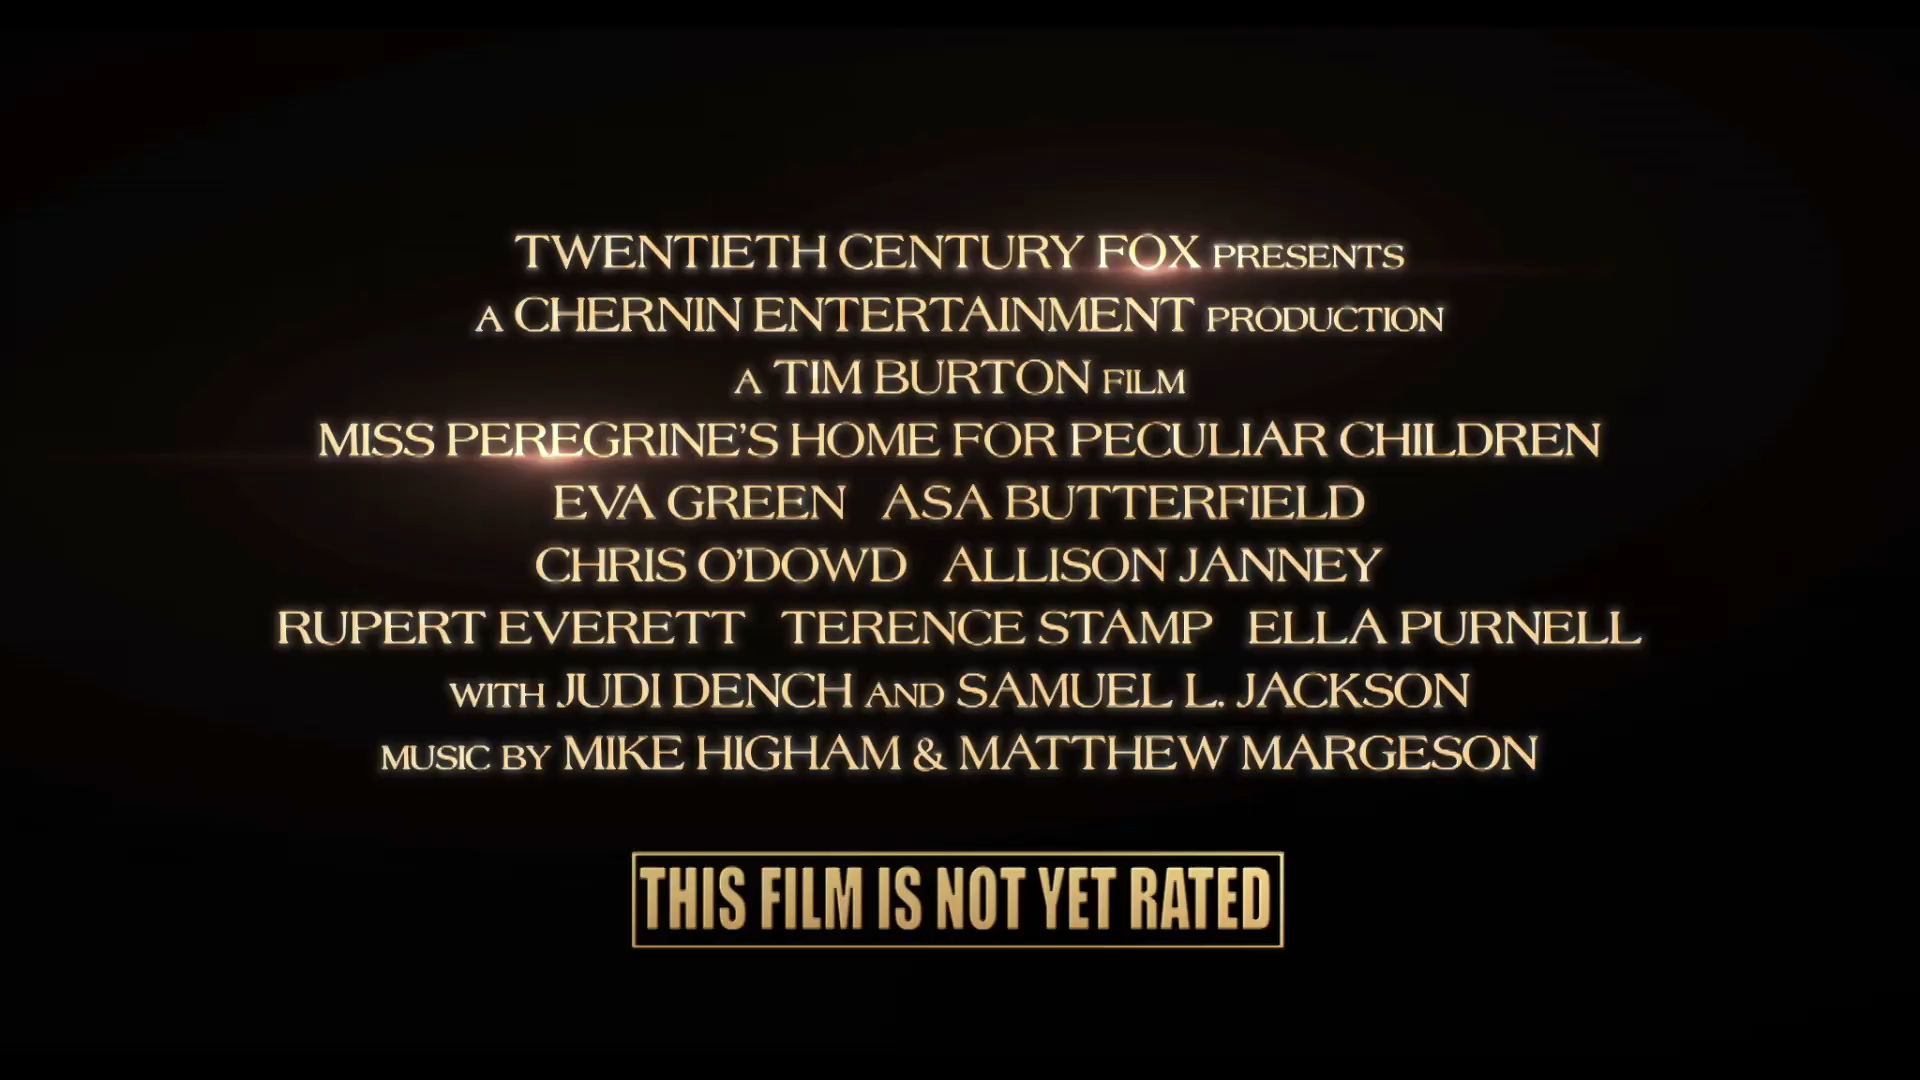 TWENTIETH CENTURY FOX PRESENTS
A CHERNIN ENTERTAINMENT PRODUCTION
A TIM BURTON FILM
MISS PEREGRINE'S HOME FOR PECULIAR CHILDREN
EVA GREEN ASA BUTTERFIELD
CHRIS O'DOWD ALLISON JANNEY
RUPERT EVERETT TERENCE STAMP ELLA PURNELL
WITH JUDI DENCH AND SAMUEL L. JACKSON
MUSIC BY MIKE HIGHAM & MATTHEW MARGESON
THIS FILM IS NOT YET RATED